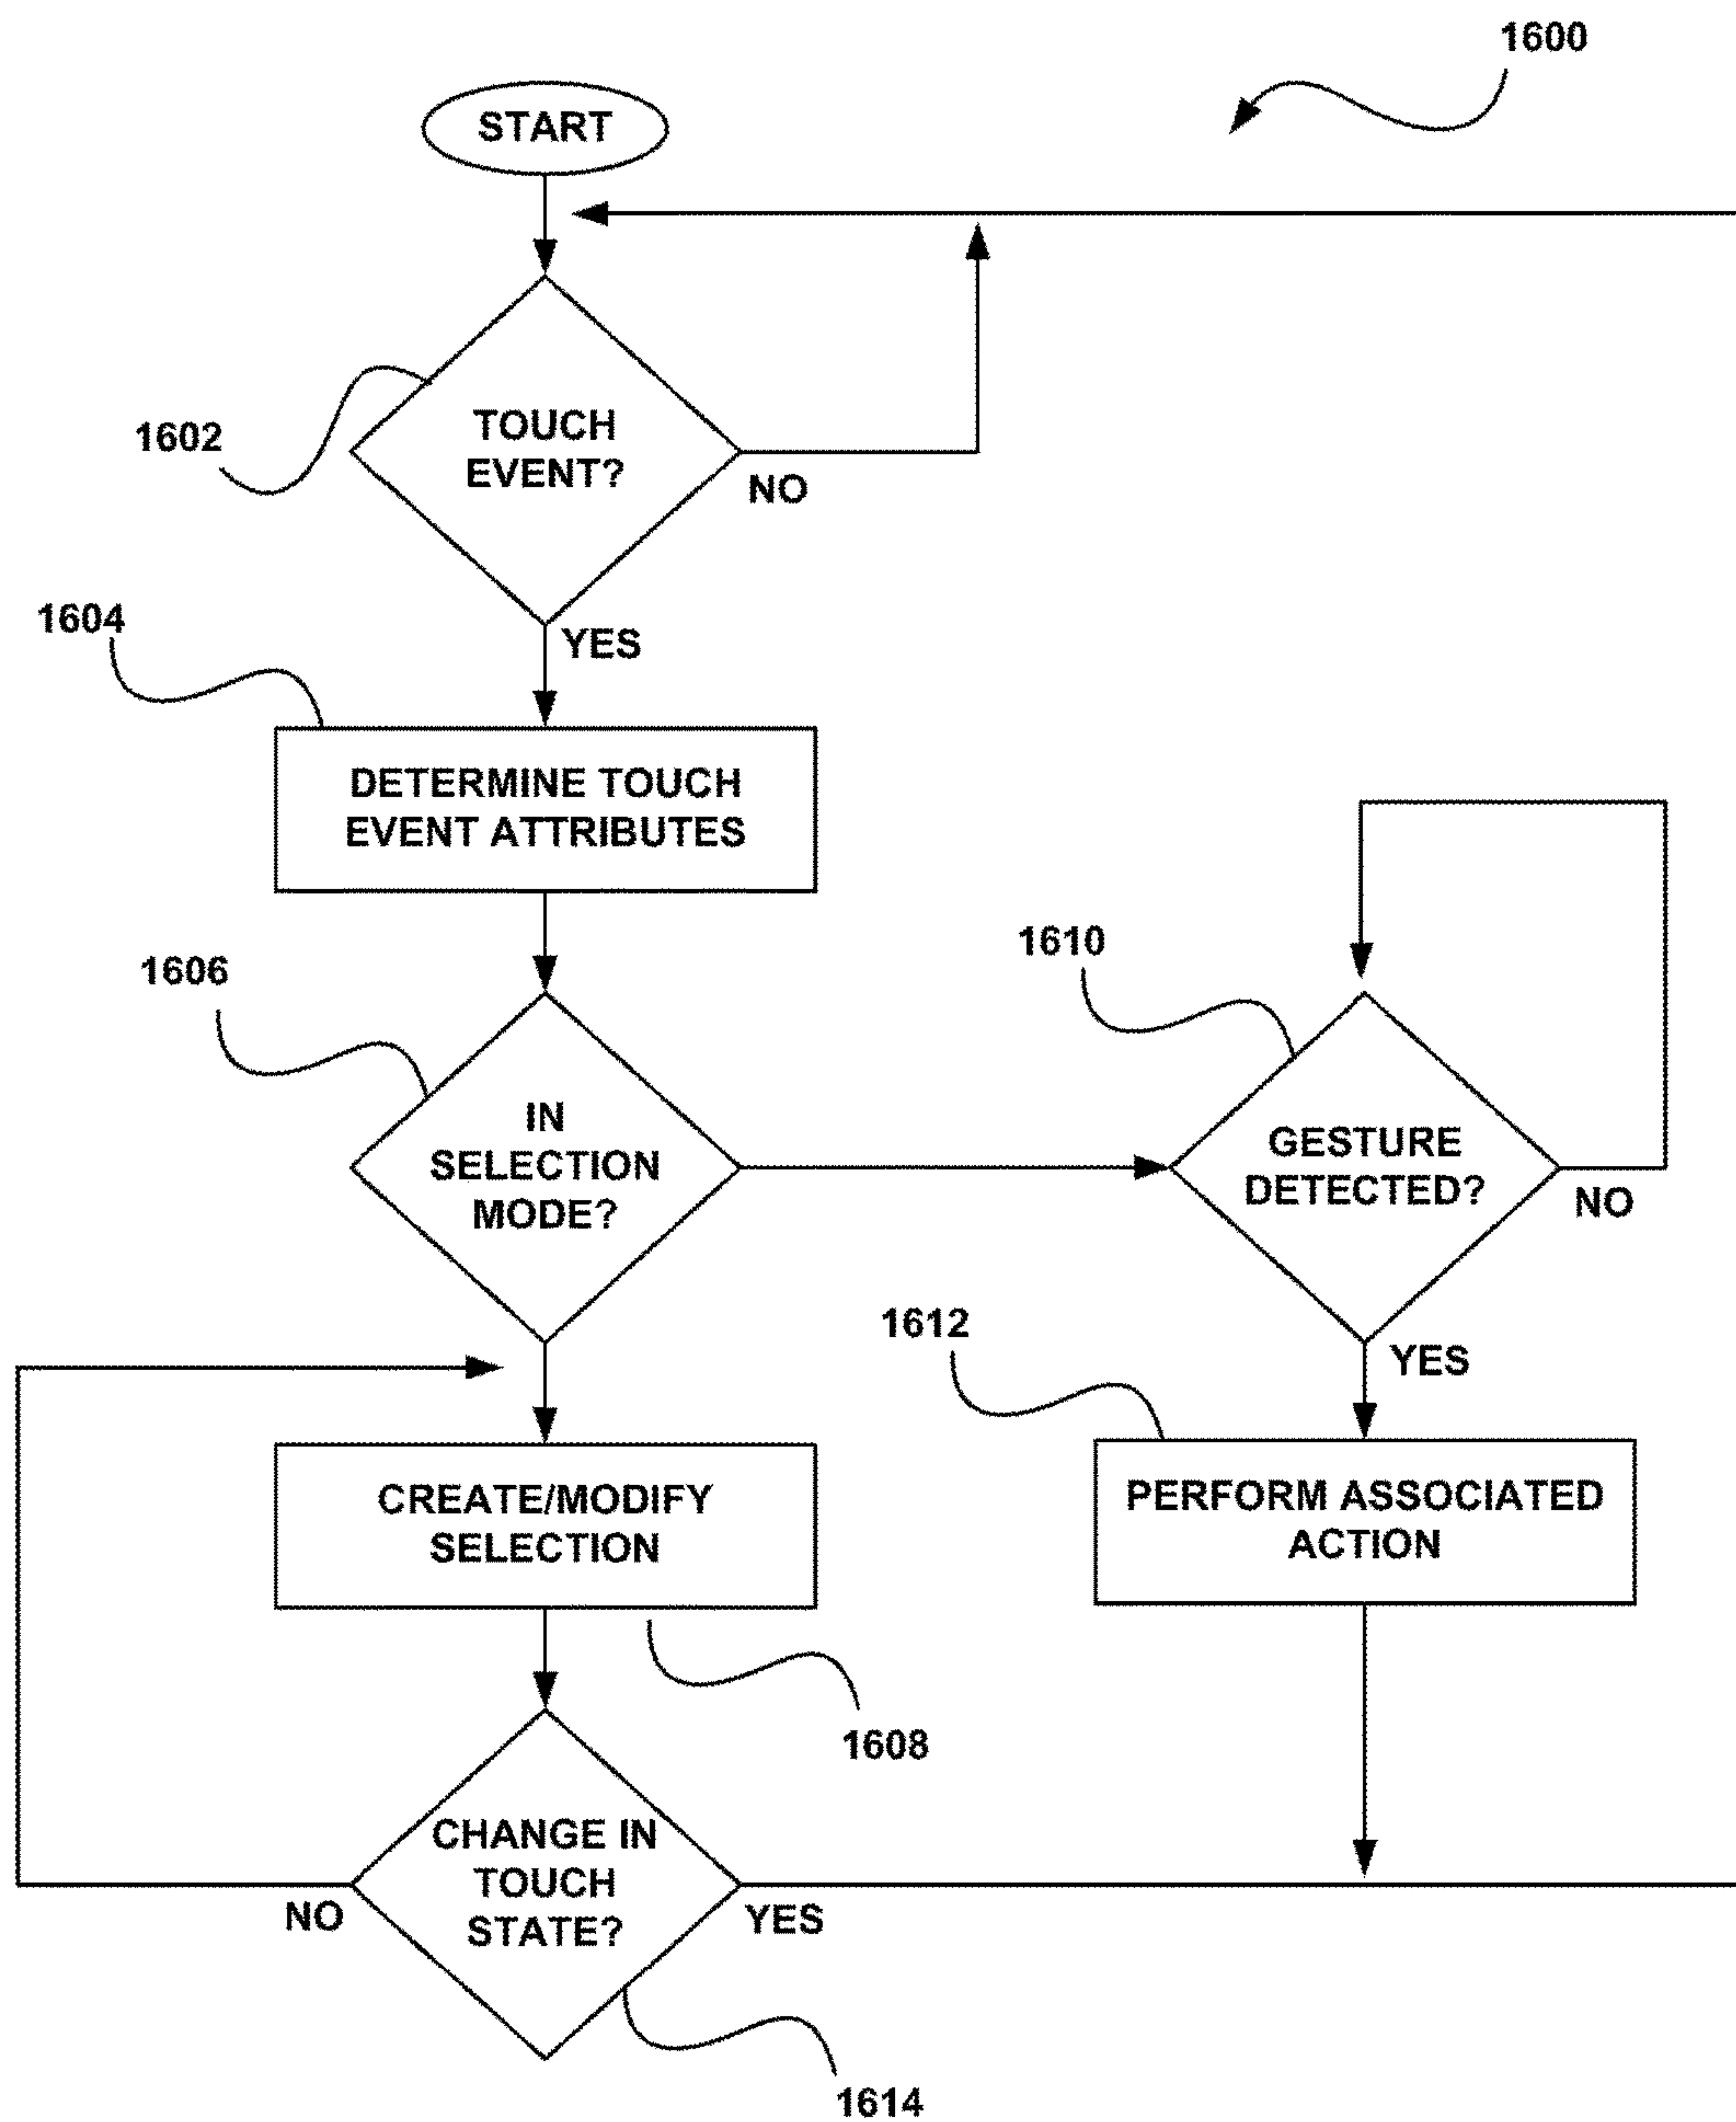 1600
START
1602
TOUCH
EVENT?
NO
YES
1604
DETERMINE TOUCH
EVENT ATTRIBUTES
1606
IN
SELECTION
MODE?
1610
GESTURE
DETECTED?
NO
YES
1612
PERFORM ASSOCIATED
ACTION
CREATE/MODIFY
SELECTION
1608
CHANGE IN
TOUCH
STATE?
NO
YES
1614